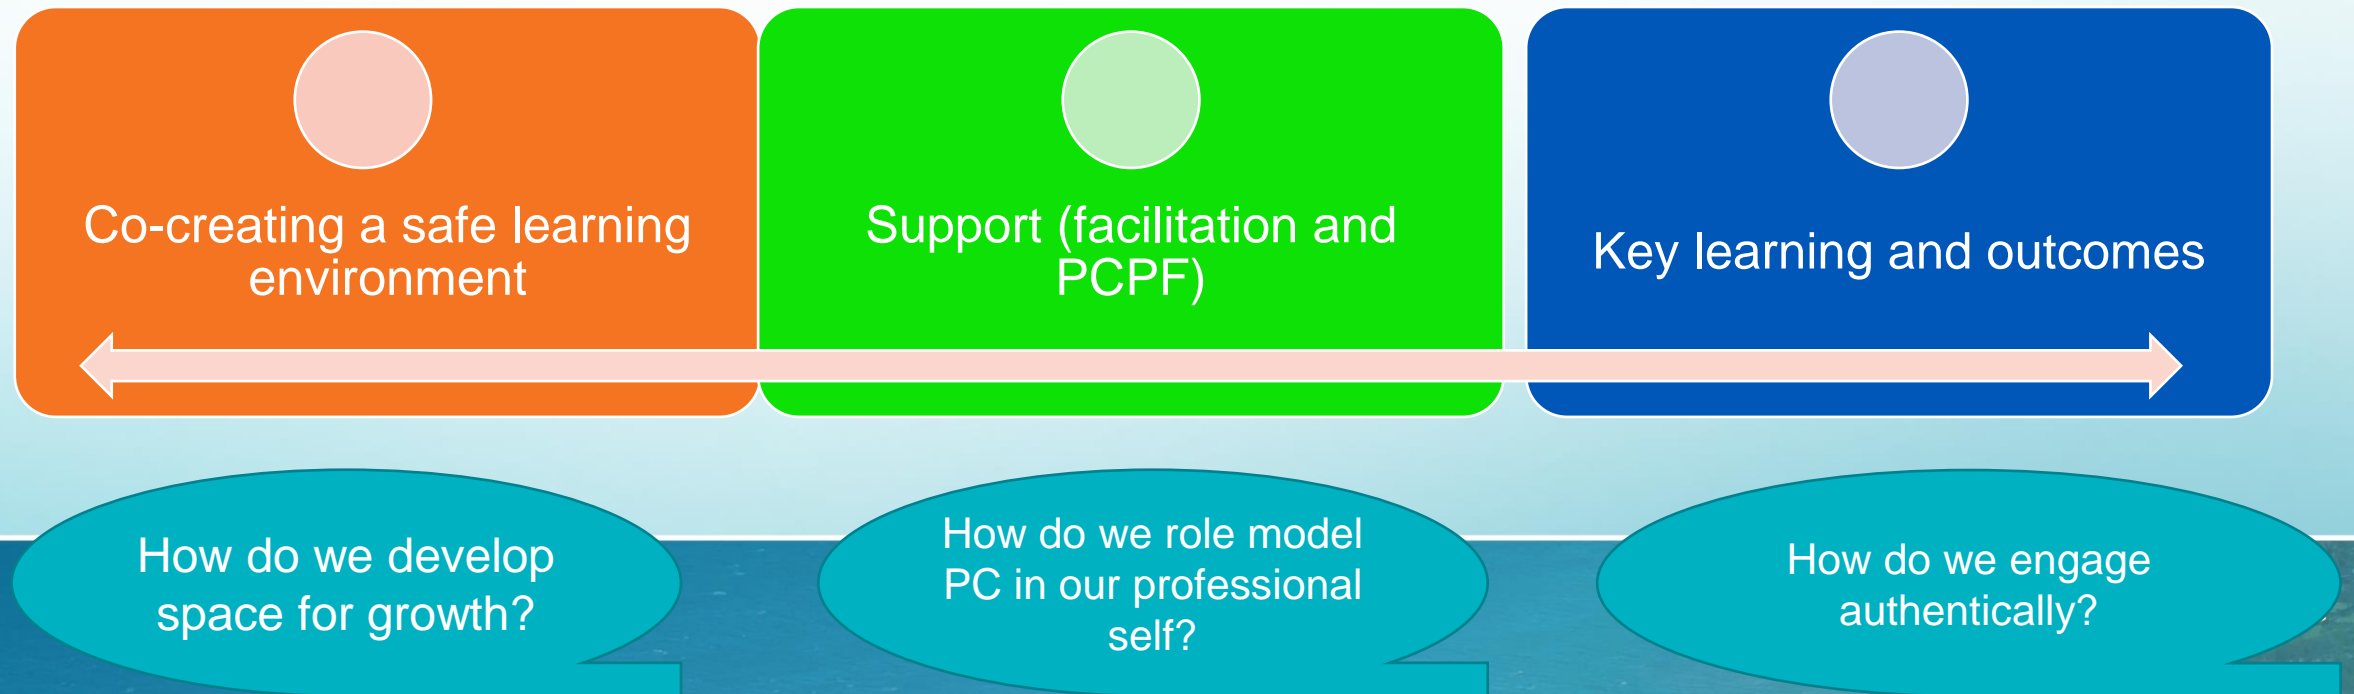 Co-creating a safe learning
environment
Support (facilitation and
PCPF)
Key learning and outcomes
How do we develop
space for growth?
How do we role model
PC in our professional
self?
How do we engage
authentically?